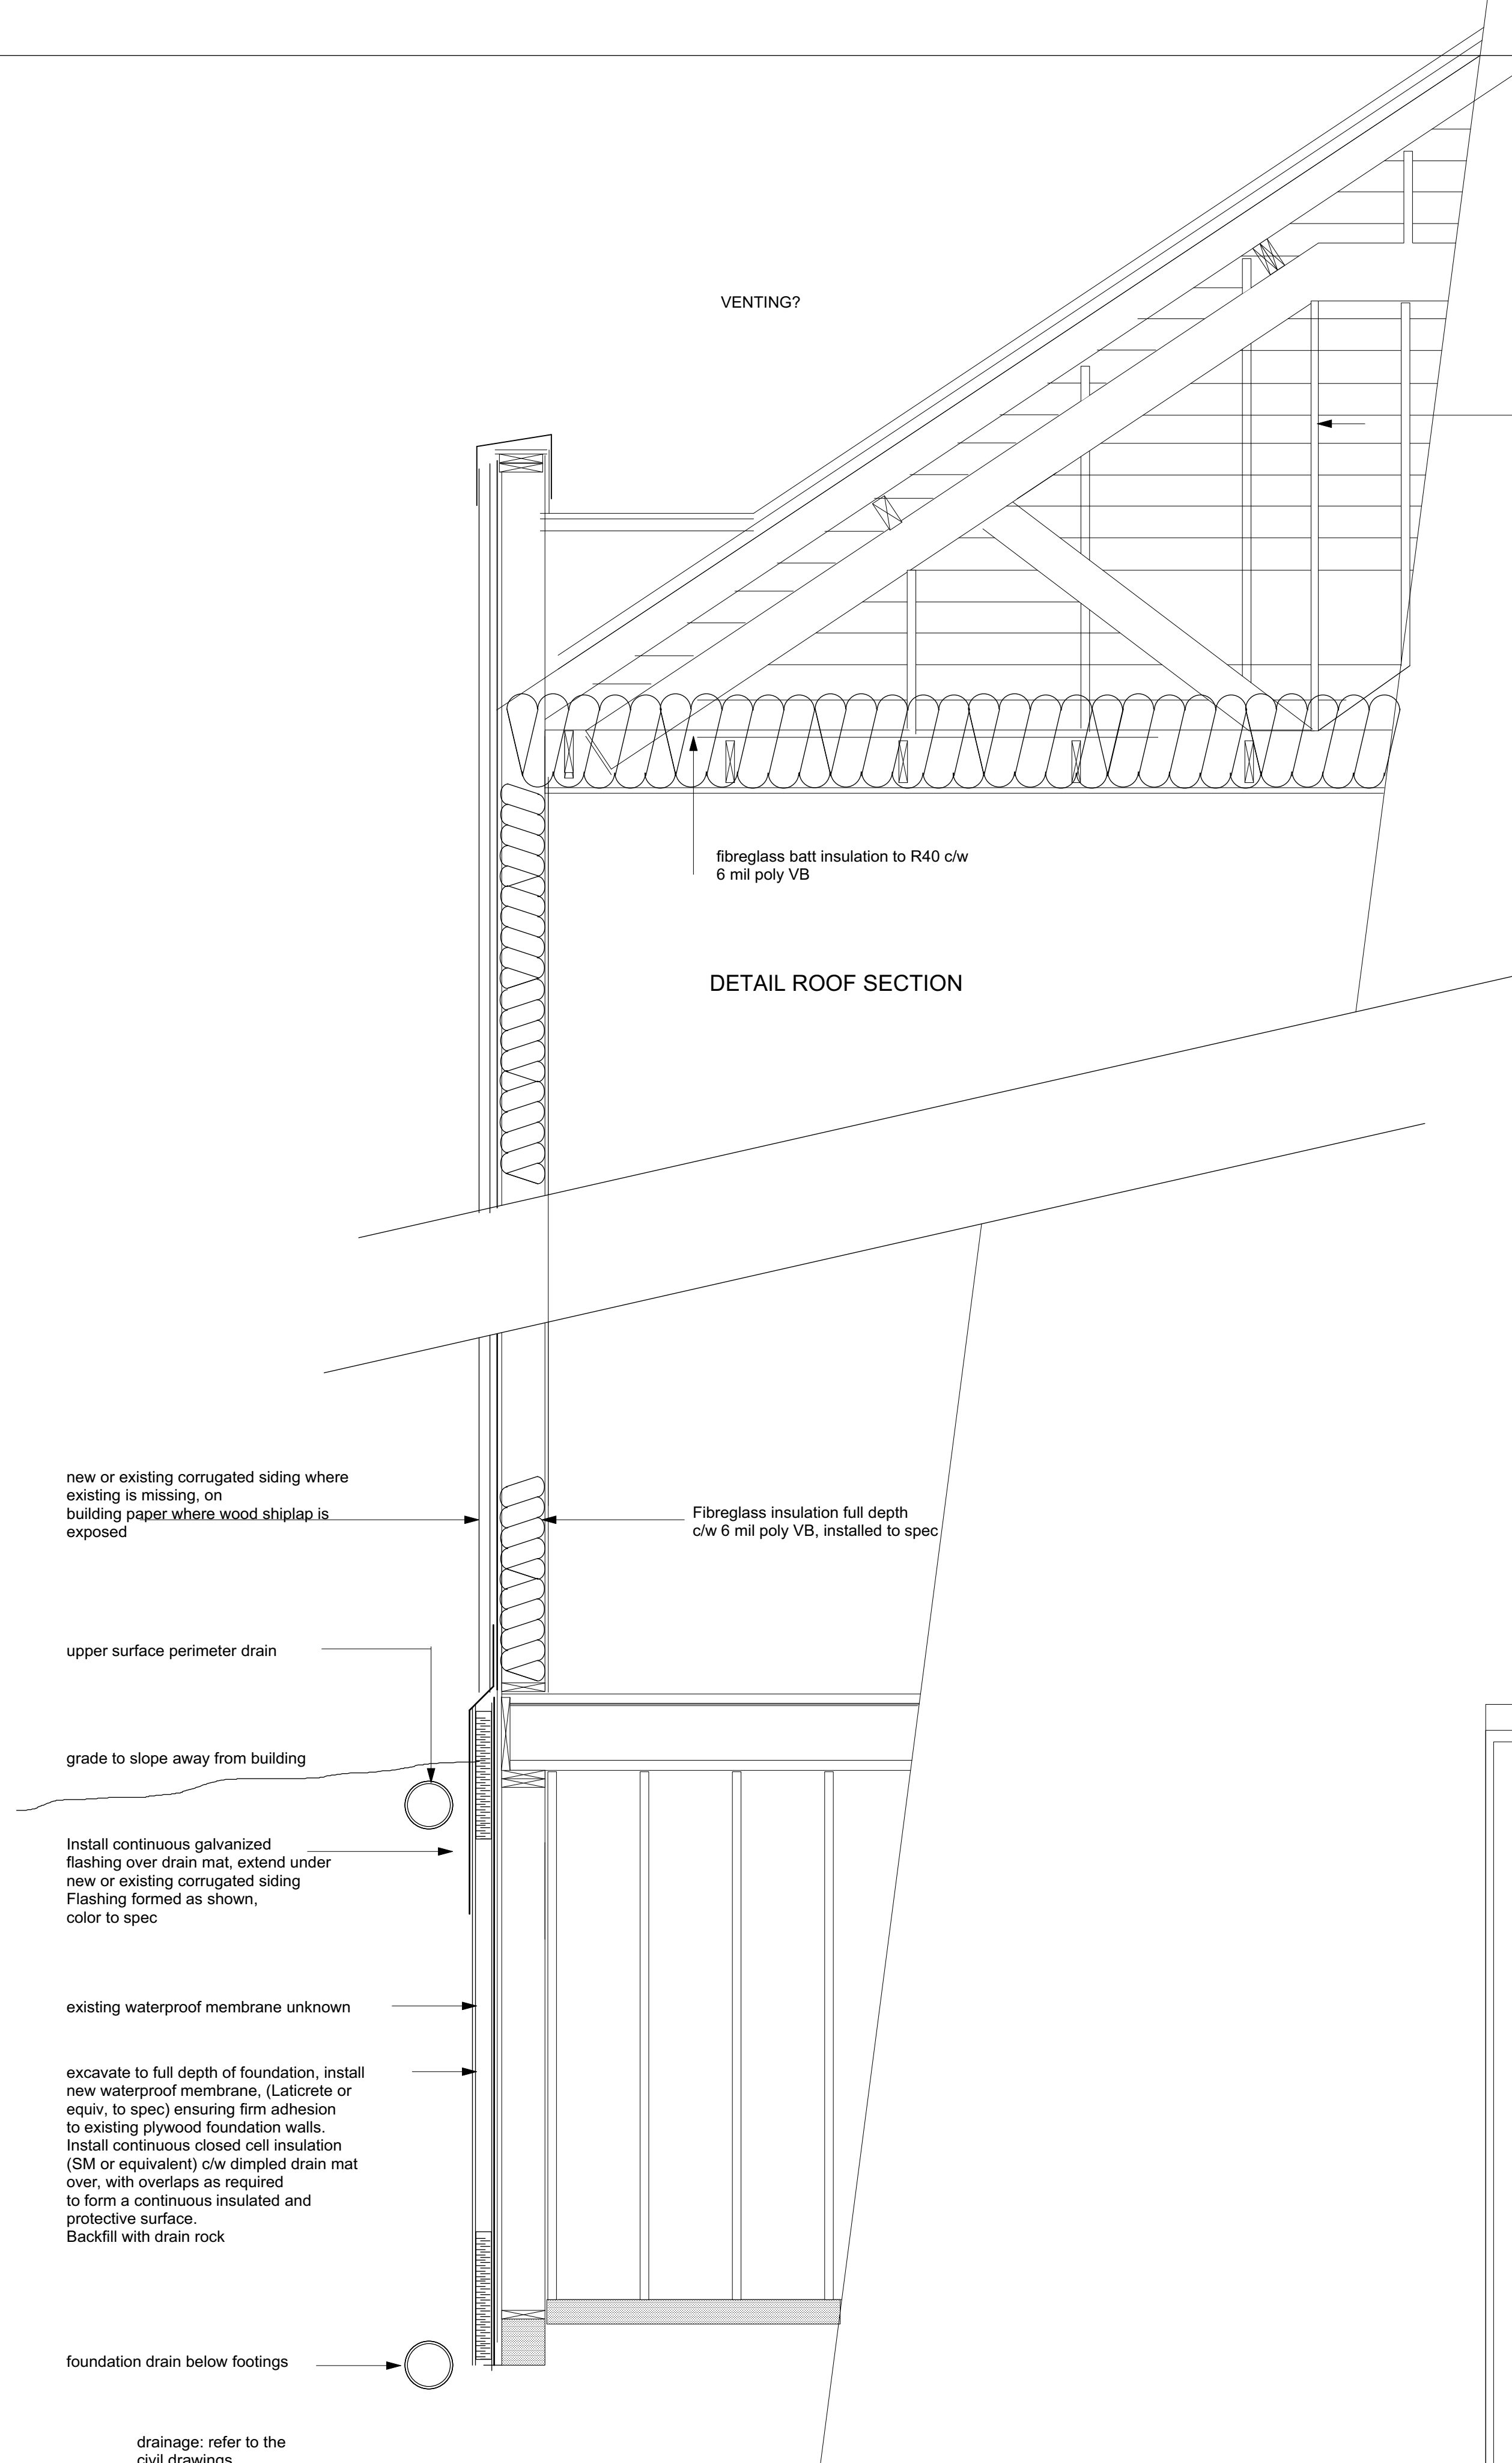 VENTING?
fibreglass batt insulation to R40 c/w
6 mil poly VB
DETAIL ROOF SECTION
new or existing corrugated siding where
existing is missing, on
building paper where wood shiplap is
exposed
Fibreglass insulation full depth
c/w 6 mil poly VB, installed to spec
upper surface perimeter drain
grade to slope away from building
Install continuous galvanized
flashing over drain mat, extend under
new or existing corrugated siding
Flashing formed as shown,
color to spec
existing waterproof membrane unknown
excavate to full depth of foundation, install
new waterproof membrane, (Laticrete or
equiv, to spec) ensuring firm adhesion
to existing plywood foundation walls.
Install continuous closed cell insulation
(SM or equivalent) c/w dimpled drain mat
over, with overlaps as required
to form a continuous insulated and
protective surface.
Backfill with drain rock
foundation drain below footings
drainage: refer to the
civil drawings